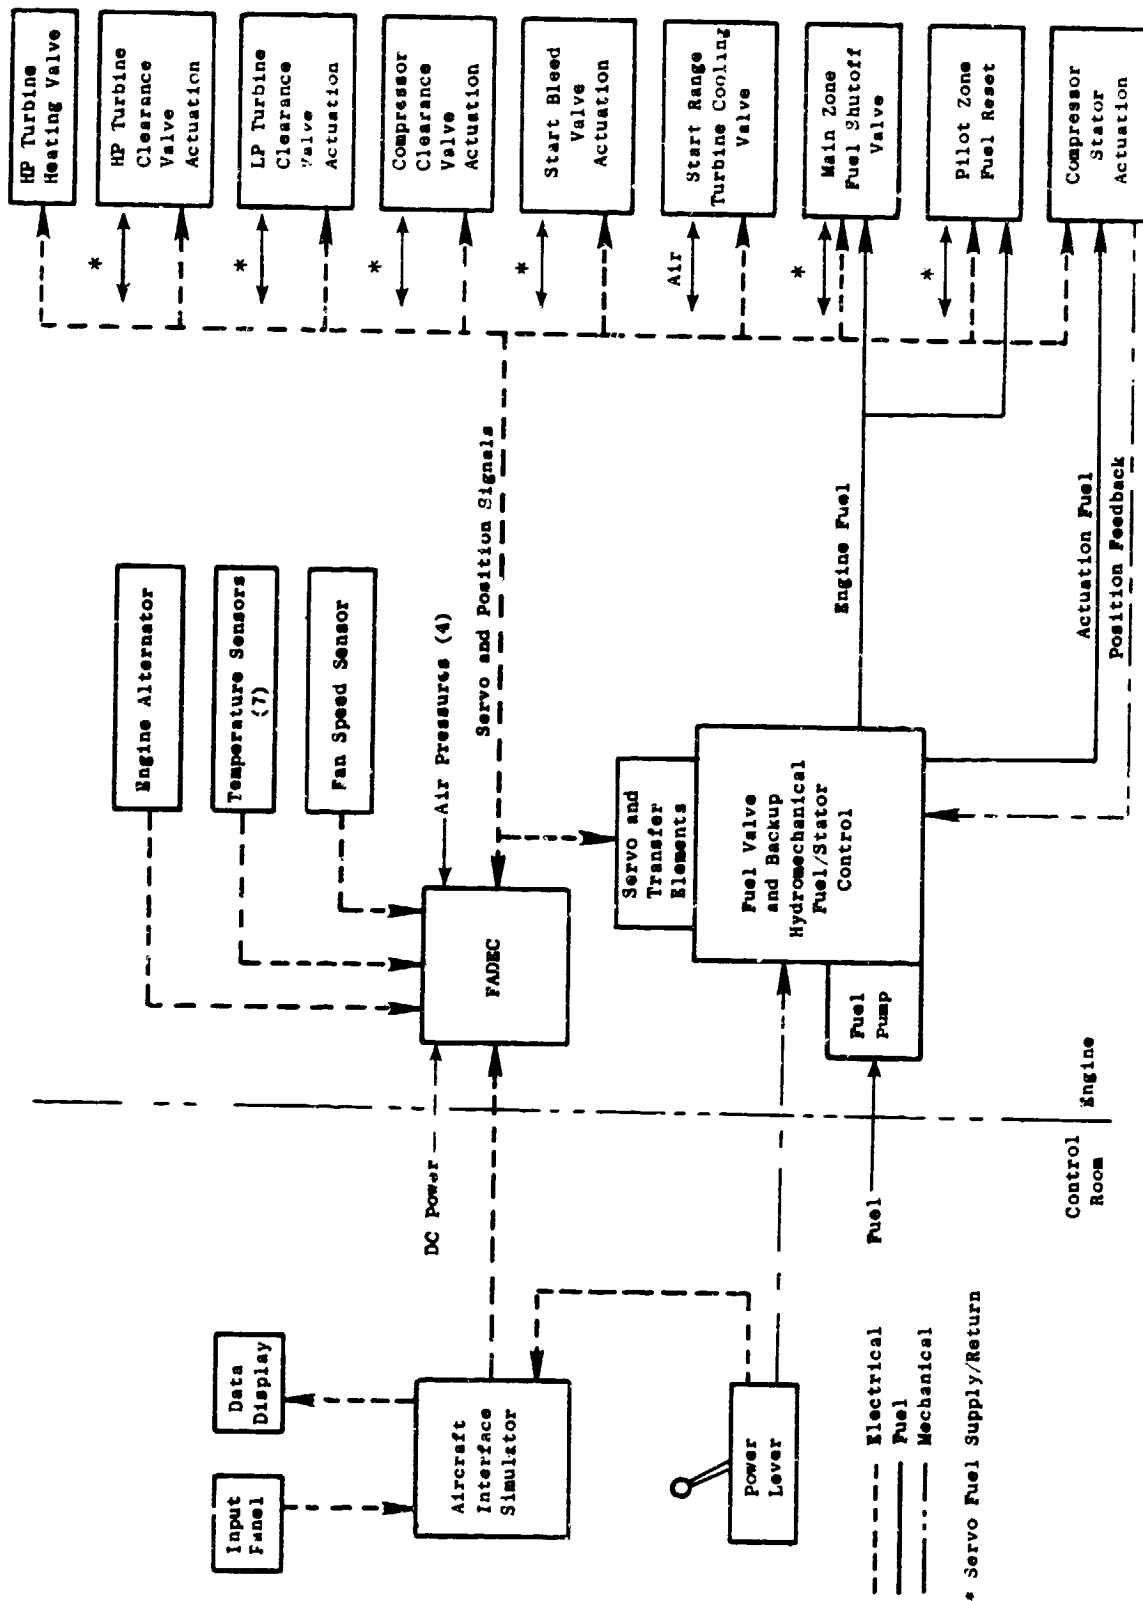 Input
Panel
Data
Display
Aircraft
Interface
Simulator
Power
Lever
Electrical
Fuel
Mechanical
* Servo Fuel Supply/Return
DC Power
Fuel
Control
Room
Engine
Engine Alternator
Temperature Sensors
(7)
Fan Speed Sensor
FADEC
Air Pressures (4)
Servo and Position Signals
Servo and
Transfer
Elements
Fuel Valve
and Backup
Hydromechanical
Fuel/Stator
Control
Fuel
Pump
Engine Fuel
Actuation Fuel
Position Feedback
HP Turbine
Heating Valve
*
HP Turbine
Clearance
Valve
Actuation
*
LP Turbine
Clearance
Valve
Actuation
*
Compressor
Clearance
Valve
Actuation
*
Start Bleed
Valve
Actuation
Air
Start Range
Turbine Cooling
Valve
*
Main Zone
Fuel Shutoff
Valve
*
Pilot Zone
Fuel Reset
Compressor
Stator
Actuation